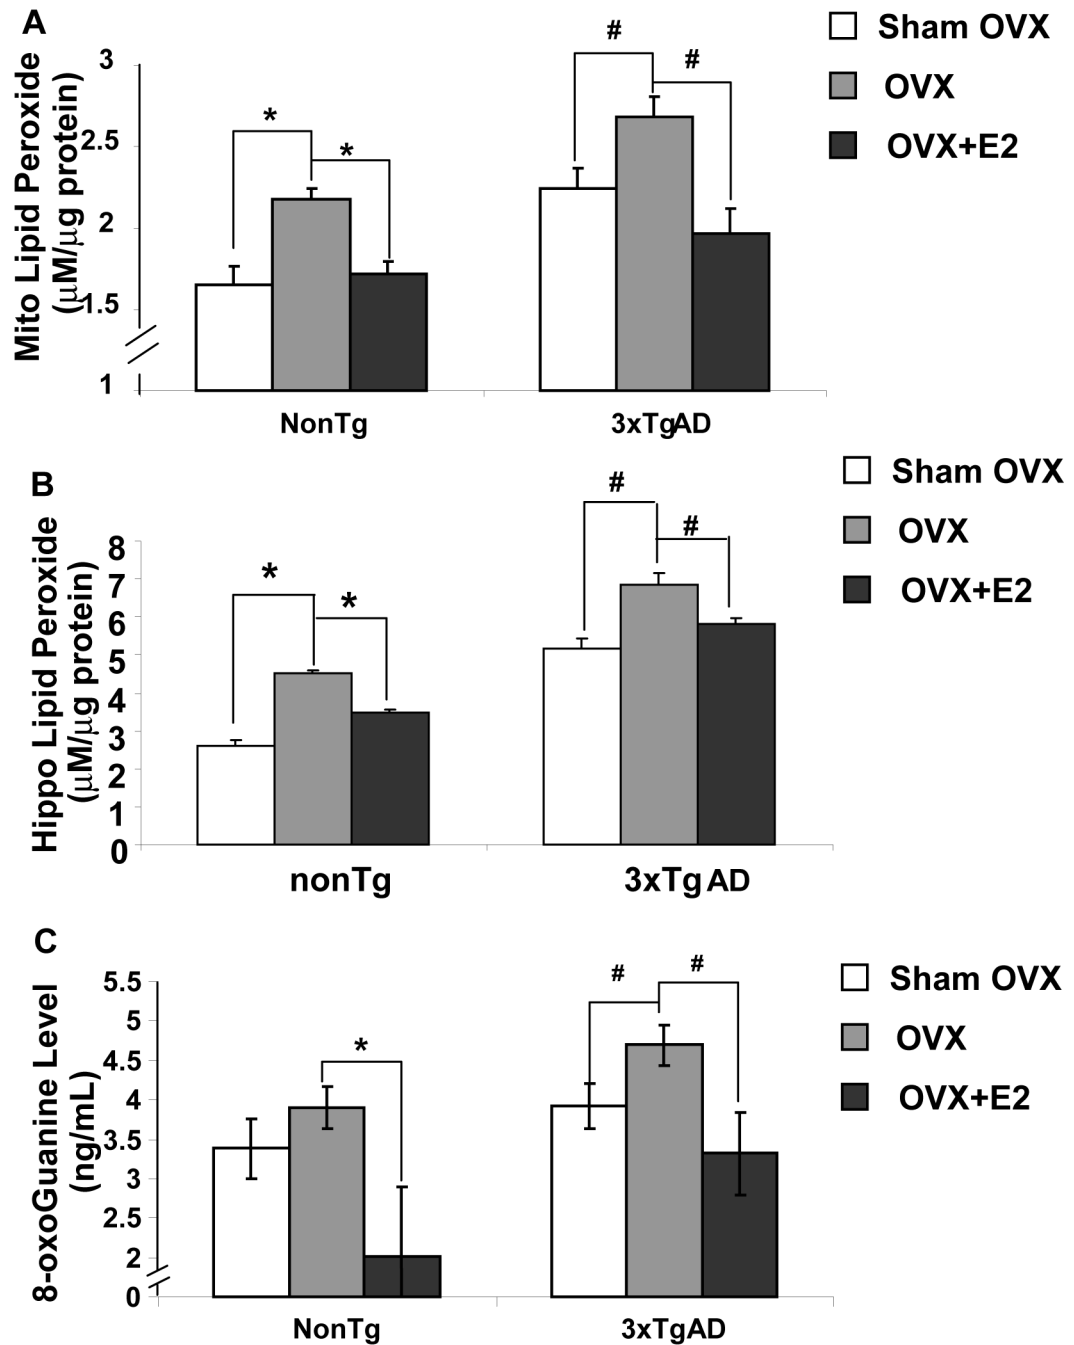 A
Mito Lipid Peroxide
(μM/μg protein)
3
2.5
2
1.5
1
*
*
#
#
NonTg
3xTgAD
Sham OVX
OVX
OVX+E2
B
Hippo Lipid Peroxide
(μM/μg protein)
8
7
6
5
4
3
2
1
0
*
*
#
#
nonTg
3xTg AD
Sham OVX
OVX
OVX+E2
C
8-oxoGuanine Level
(ng/mL)
5.5
5
4.5
4
3.5
3
2.5
2
0
*
#
#
NonTg
3xTgAD
Sham OVX
OVX
OVX+E2